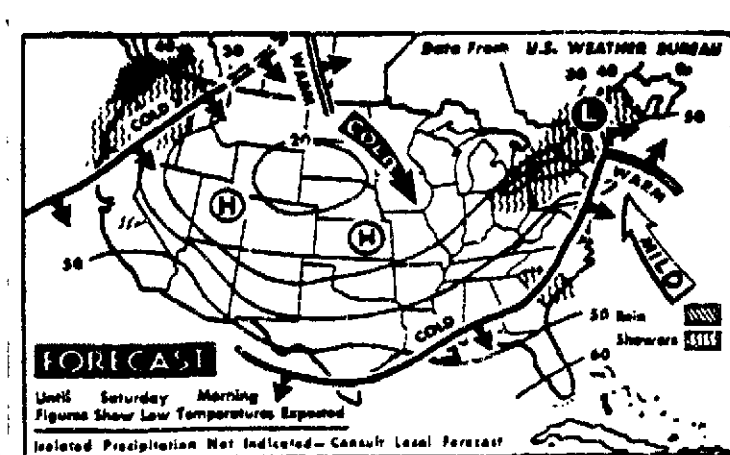 Data From U.S. WEATHER BUREAU
40 50
30 40
50
COLD
WARM
COLD
20
L
WARM
MILD
H
H
50
COLD
50 Rain
Showers
60
FORECAST
Until Saturday Morning
Figures Show Low Temperatures Expected
Isolated Precipitation Not Indicated—Consult Local Forecast